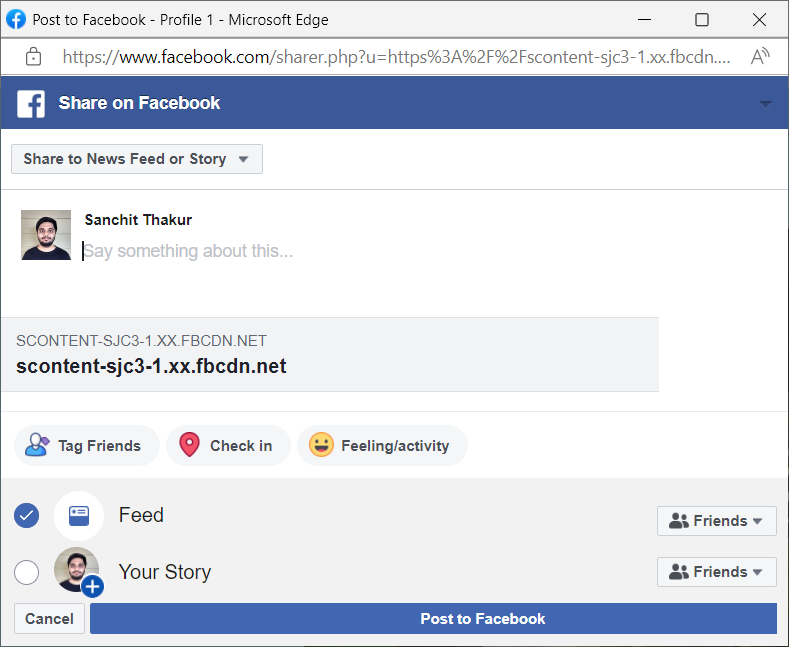 Post to Facebook - Profile 1 - Microsoft Edge
https://www.facebook.com/sharer.php?u=https%3A%2F%2Fscontent-sjc3-1.xx.fbcdn....
Share on Facebook
Share to News Feed or Story
Sanchit Thakur
Say something about this...
SCONTENT-SJC3-1.XX.FBCDN.NET
scontent-sjc3-1.xx.fbcdn.net
Tag Friends Check in Feeling/activity
Feed Friends
Your Story Friends
Cancel Post to Facebook